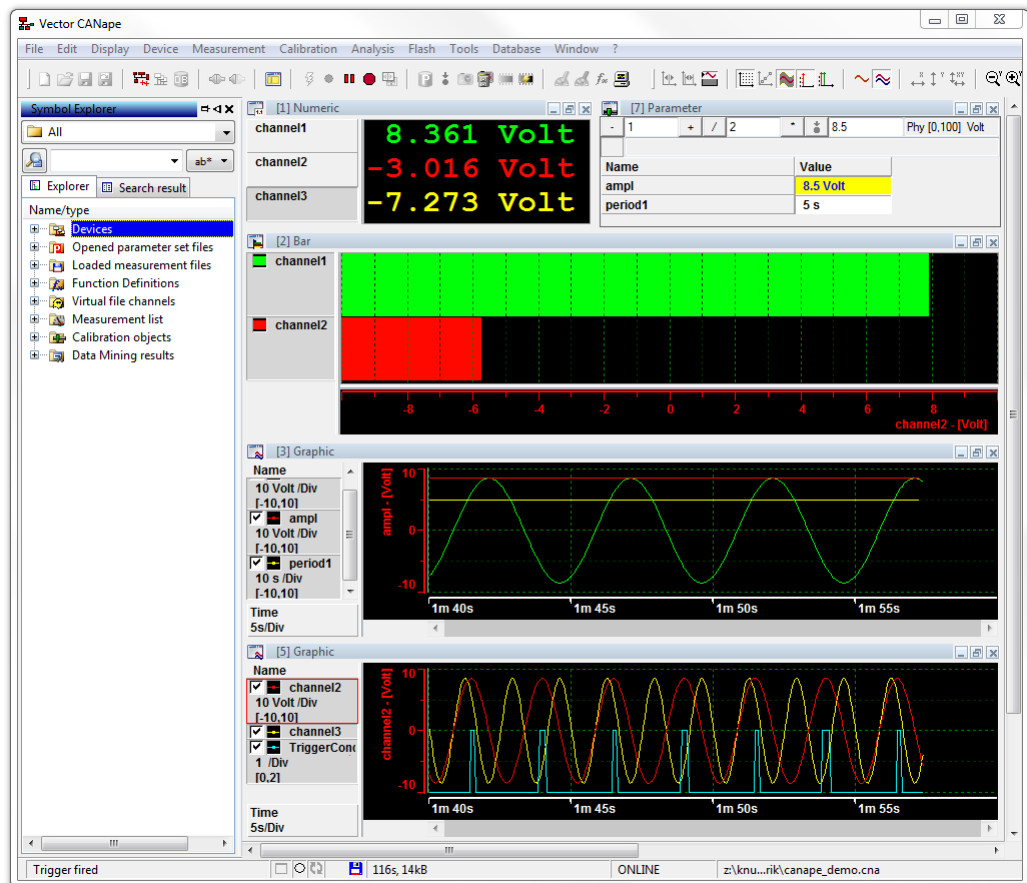 Vector CANape
File Edit Display Device Measurement Calibration Analysis Flash Tools Database Window ?
Symbol Explorer
All
ab*
Explorer Search result
Name/type
Devices
Opened parameter set files
Loaded measurement files
Function Definitions
Virtual file channels
Measurement list
Calibration objects
Data Mining results
[1] Numeric
channel1 8.361 Volt
channel2 -3.016 Volt
channel3 -7.273 Volt
[7] Parameter
- 1 + / 2 * 8.5 Phy [0,100] Volt
Name Value
ampl 8.5 Volt
period1 5 s
[2] Bar
channel1
channel2
-8 -6 -4 -2 0 2 4 6 8
channel2 - [Volt]
[3] Graphic
Name
10 Volt /Div
[-10,10]
ampl
10 Volt /Div
[-10,10]
period1
10 s /Div
[-10,10]
Time
5s/Div
ampl - [Volt]
10
0
-10
1m 40s 1m 45s 1m 50s 1m 55s
[5] Graphic
Name
channel2
10 Volt /Div
[-10,10]
channel3
TriggerCond
1 /Div
[0,2]
Time
5s/Div
channel2 - [Volt]
10
0
-10
1m 40s 1m 45s 1m 50s 1m 55s
Trigger fired 116s, 14kB ONLINE z:\knu...rik\canape_demo.cna